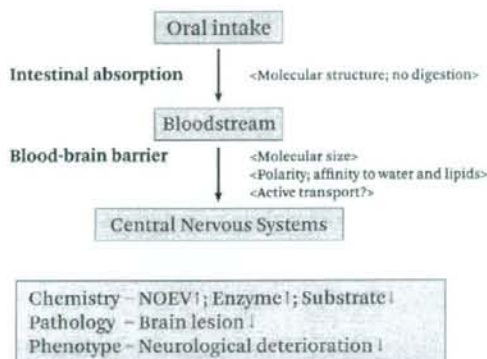 Oral intake
Intestinal absorption <Molecular structure; no digestion>
Bloodstream
Blood-brain barrier <Molecular size>
<Polarity; affinity to water and lipids>
<Active transport?>
Central Nervous Systems
Chemistry – NOEV↑; Enzyme↑; Substrate↓
Pathology – Brain lesion ↓
Phenotype – Neurological deterioration ↓